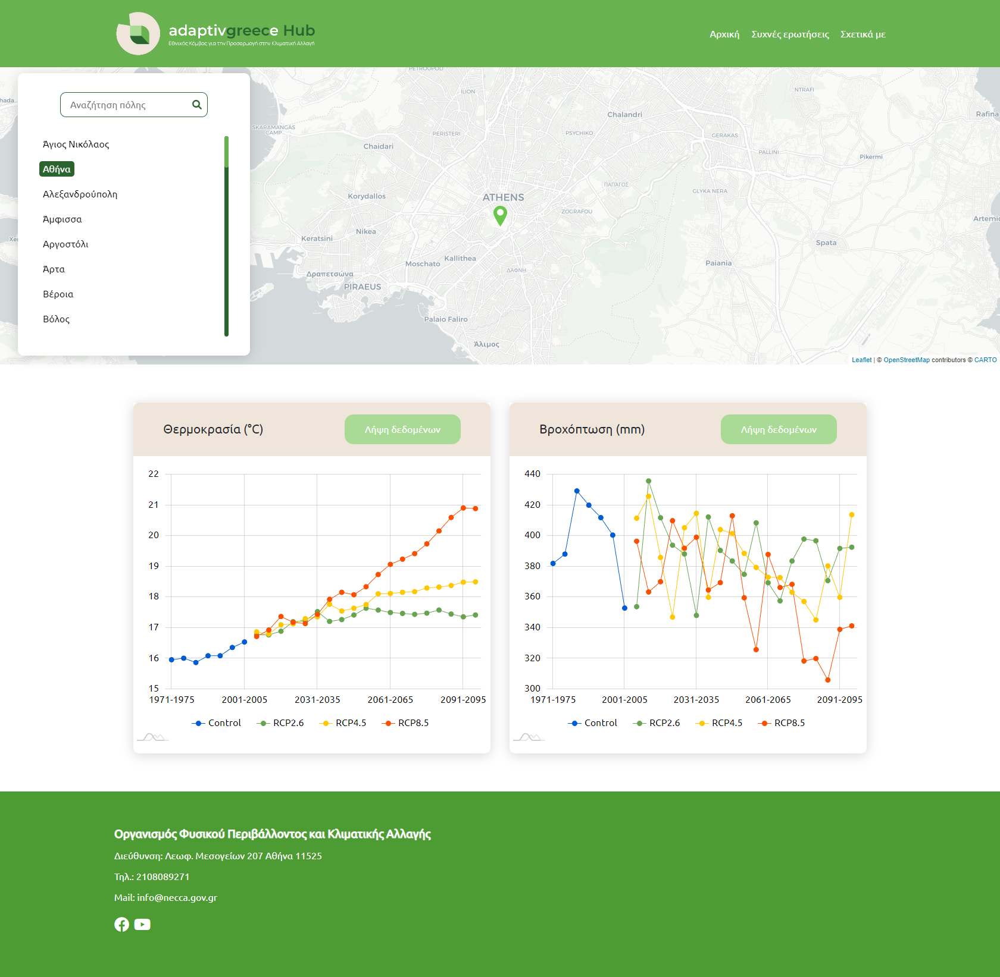 adaptivgreece Hub
Εθνικός Κόμβος για την Προσαρμογή στην Κλιματική Αλλαγή
Αρχική Συχνές ερωτήσεις Σχετικά με
Αναζήτηση πόλης
Άγιος Νικόλαος
Αθήνα
Αλεξανδρούπολη
Άμφισσα
Αργοστόλι
Άρτα
Βέροια
Βόλος
PETROUPOLI
ILION
NTRAFI
hada
Chalandri
Rafina
SKARAMANGAS
CAMP
PERISTERI
PSYCHIKO
GERAKAS
Chaidari
PALLINI
Pikermi
ΠΑΠΑΓΟΣ
GLYKA NERA
Korydallos
ATHENS
ZOGRAFOU
Artemic
Nikea
Xe
Keratsini
Spata
Moschato
Kallithea
Paiania
ΔΑΦΝΗ
Δραπετσώνα
PIRAEUS
Palaio Faliro
Άλιμος
Leaflet | © OpenStreetMap contributors © CARTO
Θερμοκρασία (°C)
Λήψη δεδομένων
22
21
20
19
18
17
16
15
1971-1975 2001-2005 2031-2035 2061-2065 2091-2095
Control RCP2.6 RCP4.5 RCP8.5
Βροχόπτωση (mm)
Λήψη δεδομένων
440
420
400
380
360
340
320
300
1971-1975 2001-2005 2031-2035 2061-2065 2091-2095
Control RCP2.6 RCP4.5 RCP8.5
Οργανισμός Φυσικού Περιβάλλοντος και Κλιματικής Αλλαγής
Διεύθυνση: Λεωφ. Μεσογείων 207 Αθήνα 11525
Τηλ.: 2108089271
Mail: info@necca.gov.gr